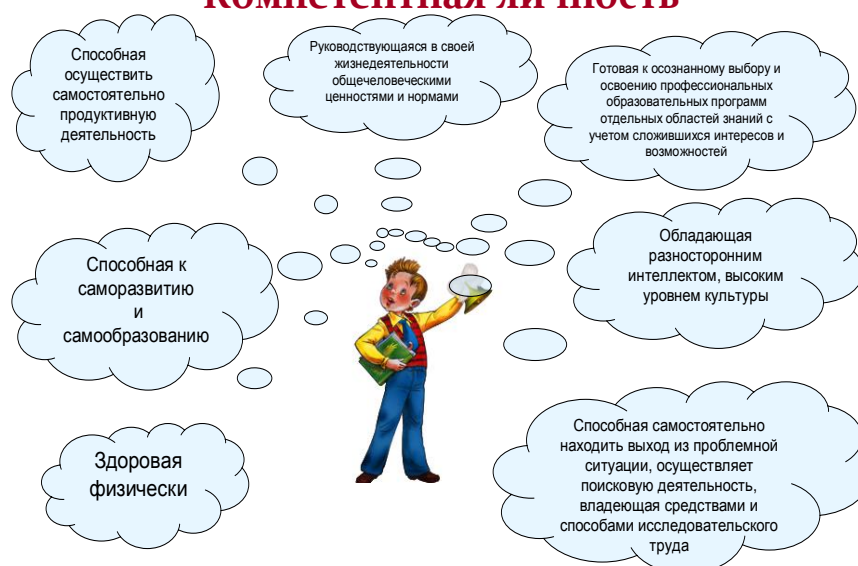 Компетентная личность
Способная
осуществить
самостоятельно
продуктивную
деятельность
Руководствующаяся в своей
жизнедеятельности
общечеловеческими
ценностями и нормами
Готовая к осознанному выбору и
освоению профессиональных
образовательных программ
отдельных областей знаний с
учетом сложившихся интересов и
возможностей
Способная к
саморазвитию
и
самообразованию
Обладающая
разносторонним
интеллектом, высоким
уровнем культуры
Здоровая
физически
Способная самостоятельно
находить выход из проблемной
ситуации, осуществляет
поисковую деятельность,
владеющая средствами и
способами исследовательского
труда